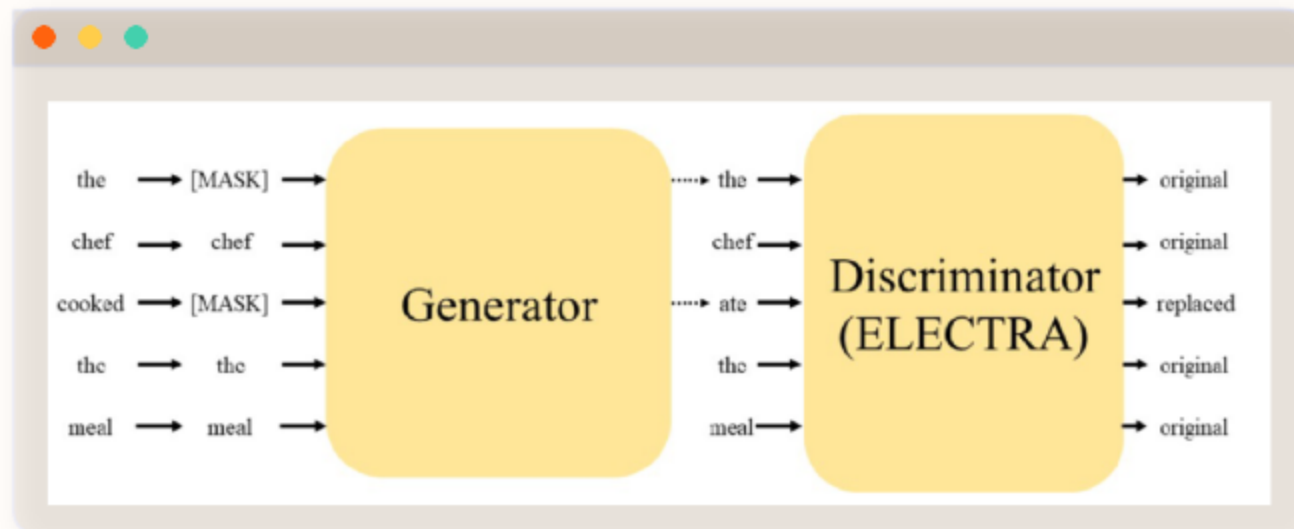 the [MASK] the original
chef chef chef original
cooked [MASK] Generator ate Discriminator (ELECTRA) replaced
the the the original
meal meal meal original